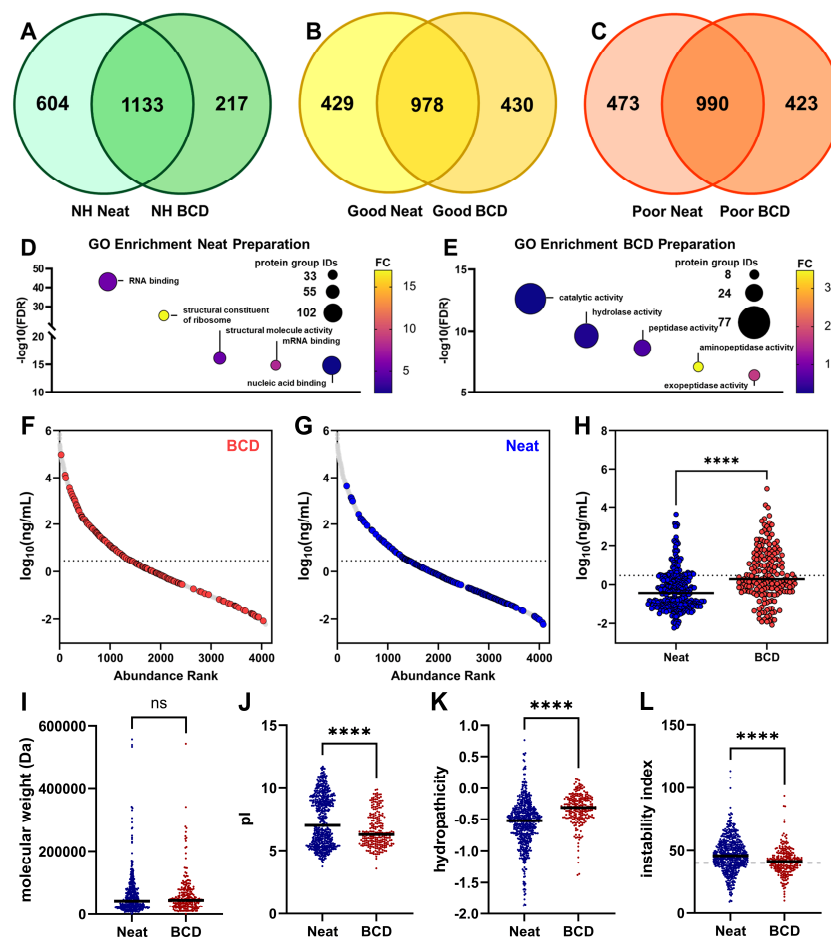 A
B
C
604
1133
217
429
978
430
473
990
423
NH Neat
NH BCD
Good Neat
Good BCD
Poor Neat
Poor BCD
D
GO Enrichment Neat Preparation
-log10(FDR)
50
40
30
20
20
15
10
RNA binding
structural constituent
of ribosome
structural molecule activity
mRNA binding
nucleic acid binding
protein group IDs
33
55
102
FC
15
10
5
E
GO Enrichment BCD Preparation
-log10(FDR)
15
10
5
catalytic activity
hydrolase activity
peptidase activity
aminopeptidase activity
exopeptidase activity
protein group IDs
8
24
77
FC
3
2
1
F
BCD
log10(ng/mL)
6
4
2
0
-2
0
1000
2000
3000
4000
Abundance Rank
G
Neat
log10(ng/mL)
6
4
2
0
-2
0
1000
2000
3000
4000
Abundance Rank
H
****
log10(ng/mL)
8
6
4
2
0
-2
Neat
BCD
I
ns
molecular weight (Da)
600000
400000
200000
0
Neat
BCD
J
****
pI
15
10
5
0
Neat
BCD
K
****
hydropathicity
1.0
0.5
0.0
-0.5
-1.0
-1.5
-2.0
Neat
BCD
L
****
instability index
150
100
50
0
Neat
BCD